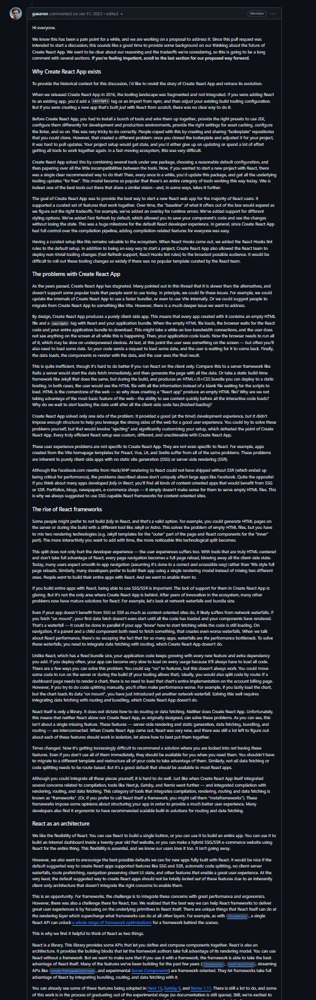 gaearon commented on Jan 31, 2023 • edited
Member
Hi everyone.
We know this has been a pain point for a while, and we are working on a proposal to address it. Since this pull request was
intended to start a discussion, this sounds like a good time to provide some background on our thinking about the future of
Create React App. We want to be clear about our reasoning and the tradeoffs we're considering, so this is going to be a long
comment with several sections. If you're feeling impatient, scroll to the last section for our proposed way forward.
Why Create React App exists
To provide the historical context for this discussion, I'd like to revisit the story of Create React App and retrace its evolution.
When we released Create React App in 2016, the tooling landscape was fragmented and not integrated. If you were adding React
to an existing app, you'd add a <script> tag or an import from npm, and then adjust your existing build tooling configuration.
But if you were creating a new app that's built just with React from scratch, there was no clear way to do it.
Before Create React App, you had to install a bunch of tools and wire them up together, provide the right presets to use JSX,
configure them differently for development and production environments, provide the right settings for asset caching, configure
the linter, and so on. This was very tricky to do correctly. People coped with this by creating and sharing "boilerplate" repositories
that you could clone. However, that created a different problem: once you cloned the boilerplate and adjusted it for your project,
it was hard to pull updates. Your project setup would get stale, and you'd either give up on updating or spend a lot of effort
getting all tools to work together again. In a fast-moving ecosystem, this was very difficult.
Create React App solved this by combining several tools under one package, choosing a reasonable default configuration, and
then papering over all the little incompatibilities between the tools. Now, if you wanted to start a new project with React, there
was a single clear recommended way to do that! Then, every once in a while, you'd update this package, and get all the underlying
tooling updates "for free". This model became so popular that there's an entire category of tools working this way today. Vite is
indeed one of the best tools out there that share a similar vision—and, in some ways, takes it further.
The goal of Create React App was to provide the best way to start a new React web app for the majority of React users. It
supported a curated set of features that work together. Over time, the "baseline" of what it offers out of the box would expand as
we figure out the right tradeoffs. For example, we've added an overlay for runtime errors. We've added support for different
styling options. We've added Fast Refresh by default, which allowed you to save your component's code and see the changes
without losing the state. This was a huge milestone for the default React developer experience. In general, since Create React App
had full control over the compilation pipeline, adding compilation-related features for everyone was easy.
Having a curated setup like this remains valuable to the ecosystem. When React Hooks came out, we added the React Hooks lint
rules to the default setup. In addition to being an easy way to start a project, Create React App also allowed the React team to
deploy non-trivial tooling changes (Fast Refresh support, React Hooks lint rules) to the broadest possible audience. It would be
difficult to roll out these tooling changes so widely if there was no popular template curated by the React team.
The problems with Create React App
As the years passed, Create React App has stagnated. Many pointed out in this thread that it is slower than the alternatives, and
doesn't support some popular tools that people want to use today. In principle, we could fix these issues. For example, we could
update the internals of Create React App to use a faster bundler, or even to use Vite internally. Or we could suggest people to
migrate from Create React App to something like Vite. However, there is a much deeper issue we want to address.
By design, Create React App produces a purely client-side app. This means that every app created with it contains an empty HTML
file and a <script> tag with React and your application bundle. When the empty HTML file loads, the browser waits for the React
code and your entire application bundle to download. This might take a while on low-bandwidth connections, and the user does
not see anything on the screen at all while this is happening. Then, your application code loads. Now the browser needs to run all
of it, which may be slow on underpowered devices. At last, at this point the user sees something on the screen — but often you'll
also need to load some data. So your code sends a request to load some data, and the user is waiting for it to come back. Finally,
the data loads, the components re-render with the data, and the user sees the final result.
This is quite inefficient, though it's hard to do better if you run React on the client only. Compare this to a server framework like
Rails: a server would start the data fetch immediately, and then generate the page with all the data. Or take a static build-time
framework like Jekyll that does the same, but during the build, and produces an HTML+JS+CSS bundle you can deploy to a static
hosting. In both cases, the user would see the HTML file with all the information instead of a blank file waiting for the scripts to
load. HTML is the cornerstone of the web — so why does creating a "React app" produce an empty HTML file? Why are we not
taking advantage of the most basic feature of the web—the ability to see content quickly before all the interactive code loads?
Why do we wait to start loading the data until after all the client-side code has finished loading?
Create React App solved only one side of the problem. It provided a good (at the time!) development experience, but it didn't
impose enough structure to help you leverage the strong sides of the web for a good user experience. You could try to solve these
problems yourself, but that would involve "ejecting" and significantly customizing your setup, which defeated the point of Create
React App. Every truly efficient React setup was custom, different, and unachievable with Create React App.
These user experience problems are not specific to Create React App. They are not even specific to React. For example, apps
created from the Vite homepage templates for Preact, Vue, Lit, and Svelte suffer from all of the same problems. These problems
are inherent to purely client-side apps with no static site generation (SSG) or server-side rendering (SSR).
Although the Facebook.com rewrite from Hack/XHP rendering to React could not have shipped without SSR (which ended up
being critical for performance), the problems described above don't uniquely affect large apps like Facebook. Quite the opposite!
If you think about many apps developed fully in React, you'll find all kinds of content-oriented apps that would benefit from SSG
or SSR. Portfolios, blogs, newspapers, e-commerce shops — it simply doesn't make sense for them to serve empty HTML files. This
is why we always suggested to use SSG-capable React frameworks for content-oriented sites.
The rise of React frameworks
Some people might prefer to not build fully in React, and that's a valid option. For example, you could generate HTML pages on
the server or during the build with a different tool like Jekyll or Astro. This solves the problem of empty HTML files, but you have
to mix two rendering technologies (e.g. Jekyll templates for the "outer" part of the page and React components for the "inner"
part). The more interactivity you want to add with time, the more noticeable this technological split becomes.
This split does not only hurt the developer experience — the user experiences suffers too. With tools that are truly HTML-centered
and don't take full advantage of React, every page navigation becomes a full page reload, blowing away all the client-side state.
Today, many users expect smooth in-app navigation (assuming it's done in a correct and accessible way) rather than '90s style full
page reloads. Similarly, many developers prefer to build their app using a single rendering model instead of mixing two different
ones. People want to build their entire apps with React. And we want to enable them to.
If you build entire apps with React, being able to use SSG/SSR is important. The lack of support for them in Create React App is
glaring. But it's not the only area where Create React App is behind. After years of innovation in the ecosystem, many other
problems now have mature solutions for React. For example, let's look at network waterfalls and bundle size.
Even if your app doesn't benefit from SSG or SSR as much as content-oriented sites do, it likely suffers from network waterfalls. If
you fetch "on mount", your first data fetch doesn't even start until all the code has loaded and your components have rendered.
That's a waterfall — it could be done in parallel if your app "knew" how to start fetching while the code is still loading. On
navigation, if a parent and a child component both need to fetch something, that creates even worse waterfalls. When we talk
about React performance, there's no escaping the fact that for so many apps, waterfalls are the performance bottleneck. To solve
these waterfalls, you need to integrate data fetching with routing, which Create React App doesn't do.
Unlike React, which has a fixed bundle size, your application code keeps growing with every new feature and extra dependency
you add. If you deploy often, your app can become very slow to load on every usage because it'll always have to load all code.
There are a few ways you can solve this problem. You could say "no" to features, but this doesn't always work. You could move
some code to run on the server or during the build (if your tooling allows that). Ideally, you would also split code by route: if a
dashboard page needs to render a chart, there is no need to load that chart's entire implementation on the account billing page.
However, if you try to do code splitting manually, you'll often make performance worse. For example, if you lazily load the chart,
but the chart loads its data "on mount", you have just introduced yet another network waterfall. Solving this well requires
integrating data fetching with routing and bundling, which Create React App doesn't do.
React itself is only a library. It does not dictate how to do routing or data fetching. Neither does Create React App. Unfortunately,
this means that neither React alone nor Create React App, as originally designed, can solve these problems. As you can see, this
isn't about a single missing feature. These features — server-side rendering and static generation, data fetching, bundling, and
routing — are interconnected. When Create React App came out, React was very new, and there was still a lot left to figure out
about each of these features should work in isolation, let alone how to best put them together.
Times changed. Now it's getting increasingly difficult to recommend a solution where you are locked into not having these
features. Even if you don't use all of them immediately, they should be available for you when you need them. You shouldn't have
to migrate to a different template and restructure all of your code to take advantage of them. Similarly, not all data fetching or
code splitting needs to be route-based. But it's a good default that should be available to most React apps.
Although you could integrate all these pieces yourself, it is hard to do well. Just like when Create React App itself integrated
several concerns related to compilation, tools like Next.js, Gatsby, and Remix went further — and integrated compilation with
rendering, routing, and data fetching. This category of tools that integrates compilation, rendering, routing and data fetching is
known as "frameworks". (Or, if you prefer to call React itself a framework, you might call them "metaframeworks"). These
frameworks impose some opinions about structuring your app in order to provide a much better user experience. Many
developers also find it ergonomic to have recommended scalable built-in solutions for routing and data fetching.
React as an architecture
We like the flexibility of React. You can use React to build a single button, or you can use it to build an entire app. You can use it to
build an internal dashboard inside a twenty-year old Perl website, or you can make a hybrid SSG/SSR e-commerce website using
React for the entire thing. This flexibility is essential, and we know our users love it too. It isn't going away.
However, we also want to encourage the best possible defaults we can for new apps fully built with React. It would be nice if the
default suggested way to create React apps supported features like SSG and SSR, automatic code splitting, no client-server
waterfalls, route prefetching, navigation preserving client UI state, and other features that enable a great user experience. At
the very least, the default suggested way to create React apps should not be totally locked out of these features due to an inherently
client-only architecture that doesn't integrate the right concerns to enable them.
This is an opportunity. For frameworks, the challenge is to integrate these concerns with great performance and ergonomics.
However, there was also a challenge for React, too. We realized that the best way we can help React frameworks to deliver
great user experiences is by focusing on the underlying primitives in React itself. There are unique things that React itself can do at
the rendering layer which supercharge what frameworks can do at all other layers. For example, as with <Suspense>, a single
React API can unlock a whole range of framework optimizations for a framework behind the scenes.
This is why we find it helpful to think of React as two things.
React is a library. This library provide some APIs that let you define and compose components together. React is also an
architecture. It provides the building blocks that let the framework authors take full advantage of its rendering model. You can use
React without a framework. But we want to make sure that if you use it with a framework, the framework is able to take the best
advantage of React itself. Many of the features we've been building for the past few years (<Suspense>, useTransition, streaming
APIs like renderToPipeableStream, and experimental Server Components) are framework-oriented. They let frameworks take full
advantage of React by integrating bundling, routing, and data fetching with it.
You can already see some of these features being adopted in Next 13, Gatsby 5, and Remix 1.11. There is still a lot to do, and some
of this work is in the process of graduating out of the experimental stage (so documentation is still sparse). Still, we're excited to